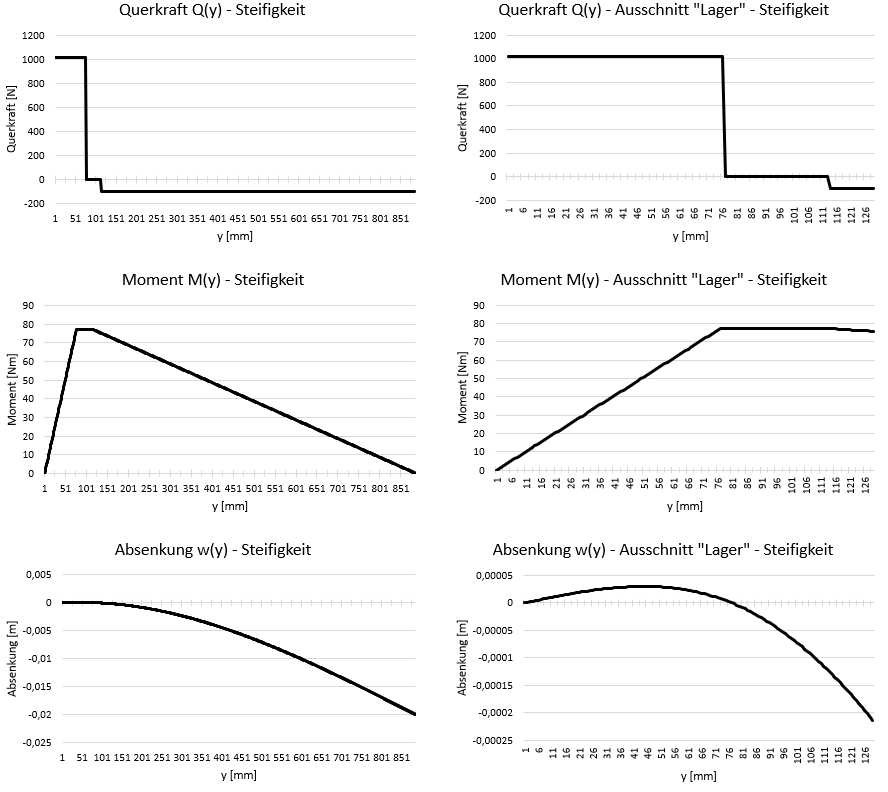 Querkraft Q(y) - Steifigkeit
1200
1000
800
600
400
200
0
-200
Querkraft [N]
1 51 101 151 201 251 301 351 401 451 501 551 601 651 701 751 801 851
y [mm]
Querkraft Q(y) - Ausschnitt "Lager" - Steifigkeit
1200
1000
800
600
400
200
0
-200
Querkraft [N]
1 6 11 16 21 26 31 36 41 46 51 56 61 66 71 76 81 86 91 96 101 106 111 116 121 126
y [mm]
Moment M(y) - Steifigkeit
90
80
70
60
50
40
30
20
10
0
Moment [Nm]
1 51 101 151 201 251 301 351 401 451 501 551 601 651 701 751 801 851
y [mm]
Moment M(y) - Ausschnitt "Lager" - Steifigkeit
90
80
70
60
50
40
30
20
10
0
Moment [Nm]
1 6 11 16 21 26 31 36 41 46 51 56 61 66 71 76 81 86 91 96 101 106 111 116 121 126
y [mm]
Absenkung w(y) - Steifigkeit
0,005
0
-0,005
-0,01
-0,015
-0,02
-0,025
Absenkung [m]
1 51 101 151 201 251 301 351 401 451 501 551 601 651 701 751 801 851
y [mm]
Absenkung w(y) - Ausschnitt "Lager" - Steifigkeit
0,00005
0
-0,00005
-0,0001
-0,00015
-0,0002
-0,00025
Absenkung [m]
1 6 11 16 21 26 31 36 41 46 51 56 61 66 71 76 81 86 91 96 101 106 111 116 121 126
y [mm]